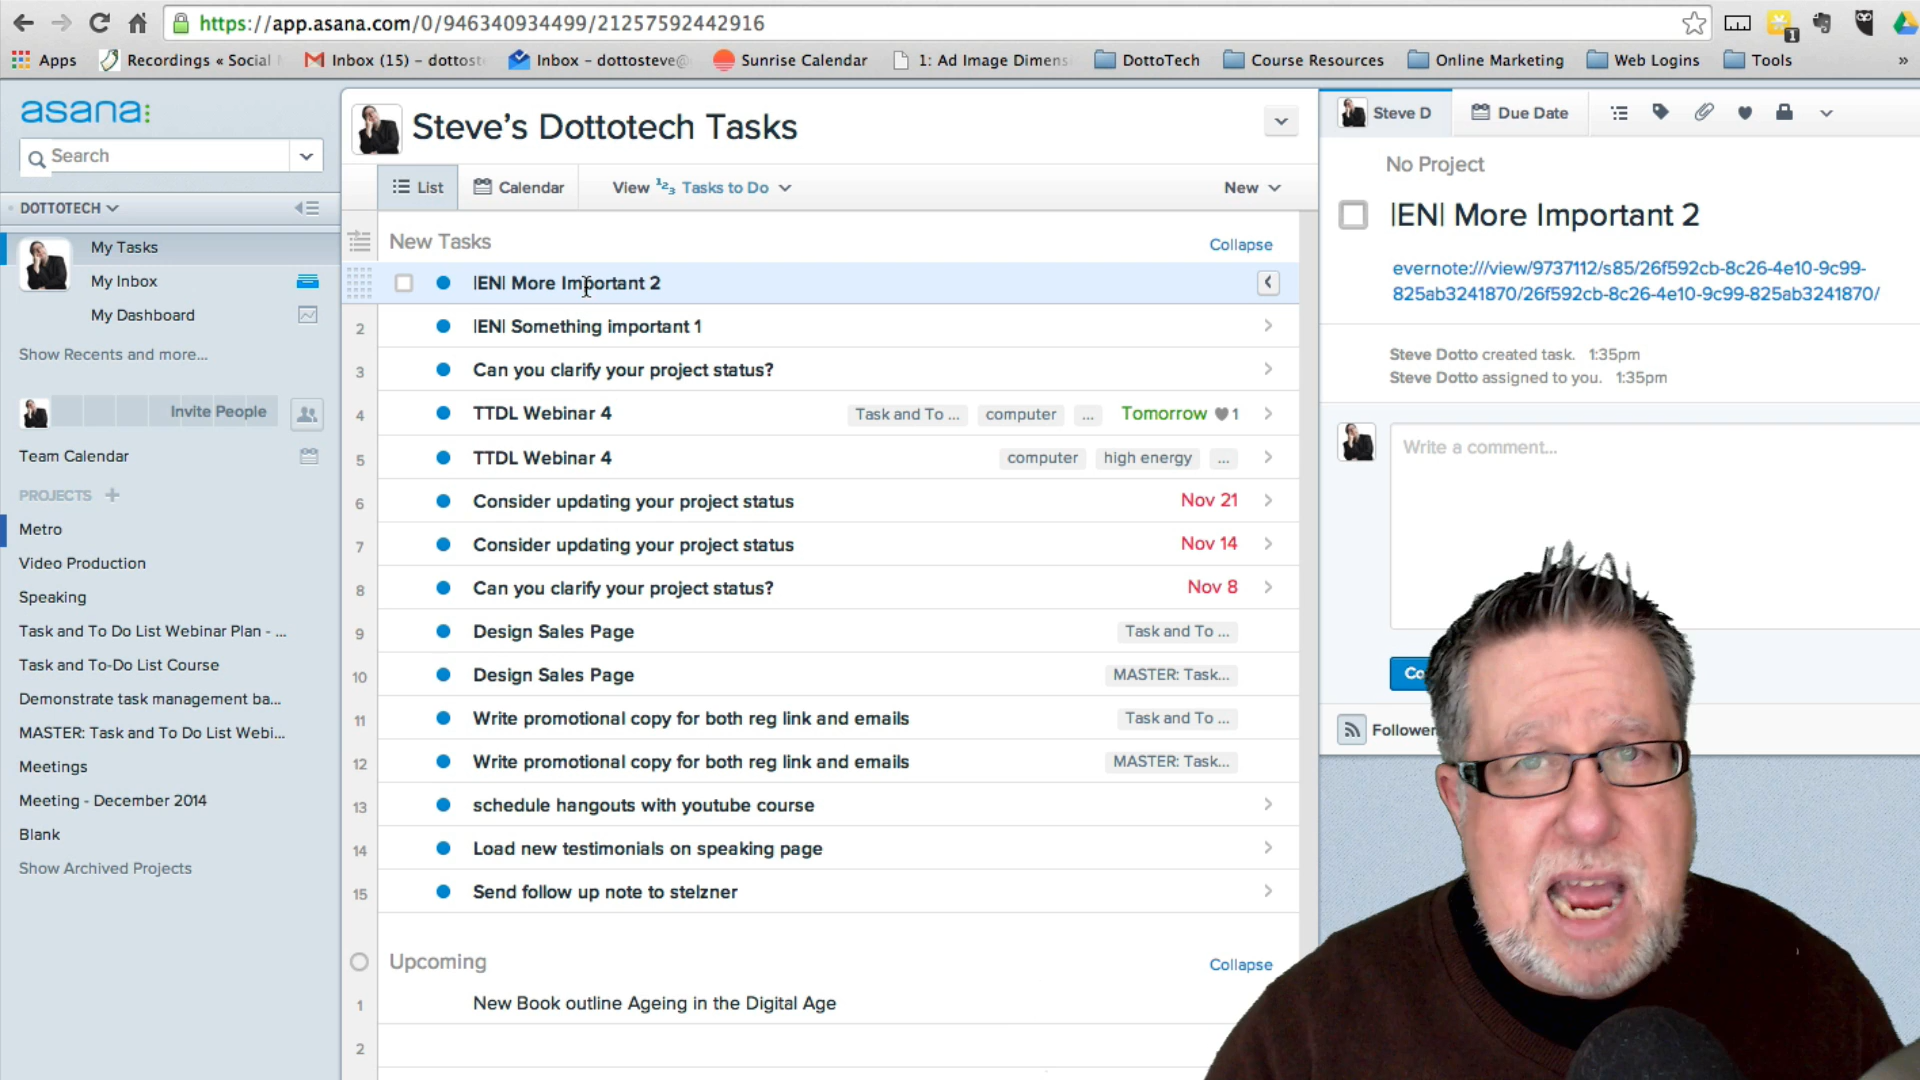 https://app.asana.com/0/946340934499/21257592442916
1
Apps
Recordings « Social
Inbox (15) - dottoste
Inbox - dottosteve@
Sunrise Calendar
1: Ad Image Dimens
DottoTech
Course Resources
Online Marketing
Web Logins
Tools
»
asana:
Search
DOTTOTECH
My Tasks
My Inbox
My Dashboard
Show Recents and more...
Invite People
Team Calendar
PROJECTS +
Metro
Video Production
Speaking
Task and To Do List Webinar Plan - ...
Task and To-Do List Course
Demonstrate task management ba...
MASTER: Task and To Do List Webi...
Meetings
Meeting - December 2014
Blank
Show Archived Projects
Steve's Dottotech Tasks
List
Calendar
View 123 Tasks to Do
New
New Tasks
Collapse
|EN| More Important 2
2 |EN| Something important 1
3 Can you clarify your project status?
4 TTDL Webinar 4 Task and To ... computer ... Tomorrow 1
5 TTDL Webinar 4 computer high energy ...
6 Consider updating your project status Nov 21
7 Consider updating your project status Nov 14
8 Can you clarify your project status? Nov 8
9 Design Sales Page Task and To ...
10 Design Sales Page MASTER: Task...
11 Write promotional copy for both reg link and emails Task and To ...
12 Write promotional copy for both reg link and emails MASTER: Task...
13 schedule hangouts with youtube course
14 Load new testimonials on speaking page
15 Send follow up note to stelzner
Upcoming
Collapse
1 New Book outline Ageing in the Digital Age
2
Steve D
Due Date
No Project
|EN| More Important 2
evernote:///view/9737112/s85/26f592cb-8c26-4e10-9c99-
825ab3241870/26f592cb-8c26-4e10-9c99-825ab3241870/
Steve Dotto created task. 1:35pm
Steve Dotto assigned to you. 1:35pm
Write a comment...
Co
Follower